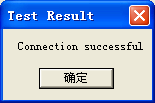 Test Result
Connection successful
确定